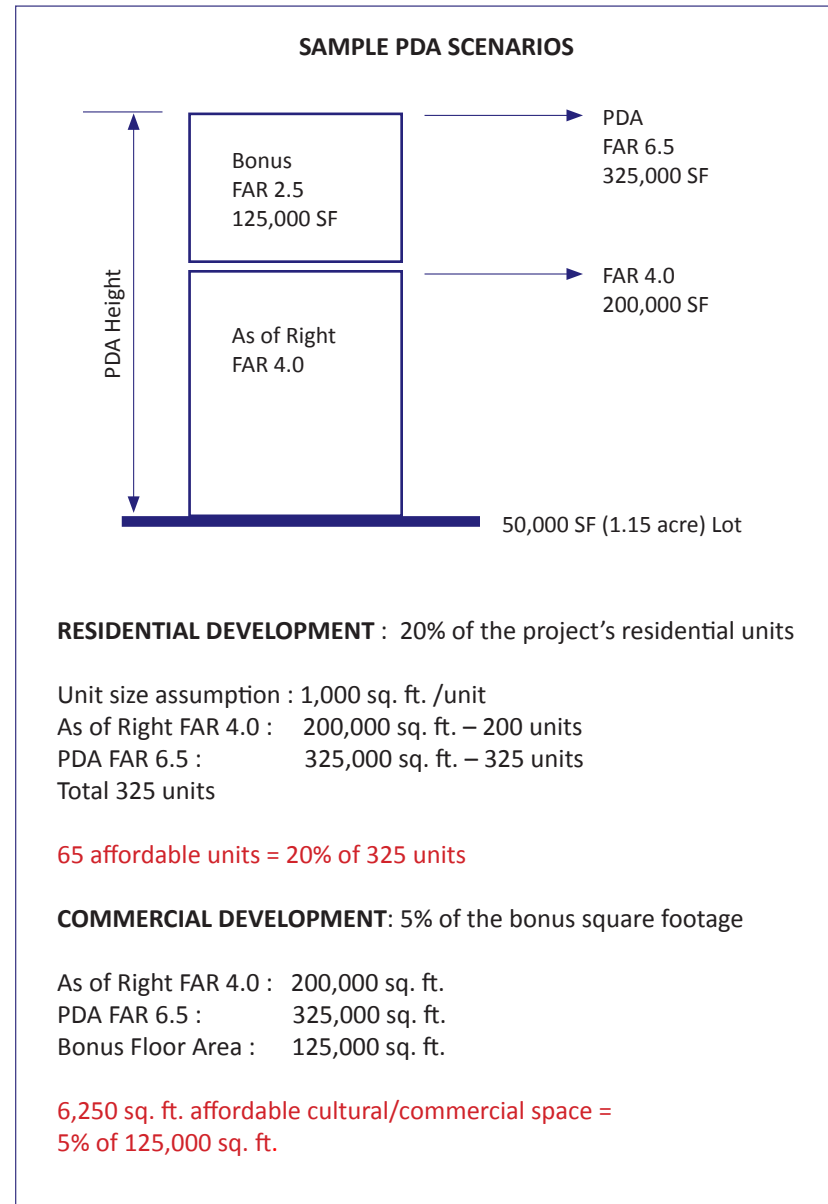 SAMPLE PDA SCENARIOS
PDA
FAR 6.5
325,000 SF
Bonus
FAR 2.5
125,000 SF
FAR 4.0
200,000 SF
PDA Height
As of Right
FAR 4.0
50,000 SF (1.15 acre) Lot
RESIDENTIAL DEVELOPMENT : 20% of the project’s residential units
Unit size assumption : 1,000 sq. ft. /unit
As of Right FAR 4.0 : 200,000 sq. ft. – 200 units
PDA FAR 6.5 : 325,000 sq. ft. – 325 units
Total 325 units
65 affordable units = 20% of 325 units
COMMERCIAL DEVELOPMENT: 5% of the bonus square footage
As of Right FAR 4.0 : 200,000 sq. ft.
PDA FAR 6.5 : 325,000 sq. ft.
Bonus Floor Area : 125,000 sq. ft.
6,250 sq. ft. affordable cultural/commercial space =
5% of 125,000 sq. ft.